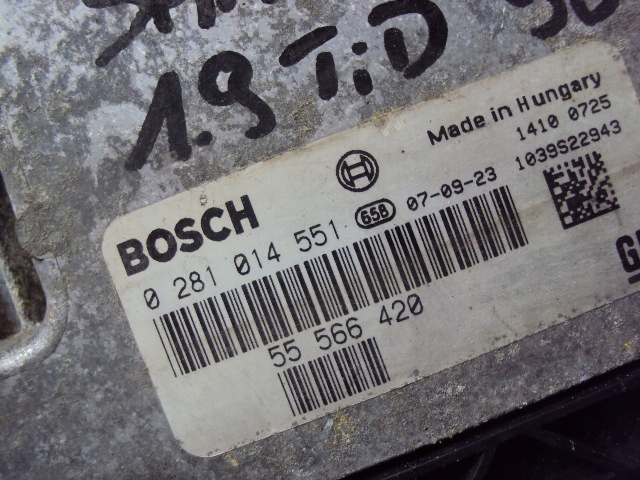 1.9 TiD
Made in Hungary
1410 0725
1039S22943
BOSCH
65B 07-09-23
0 281 014 551
55 566 420